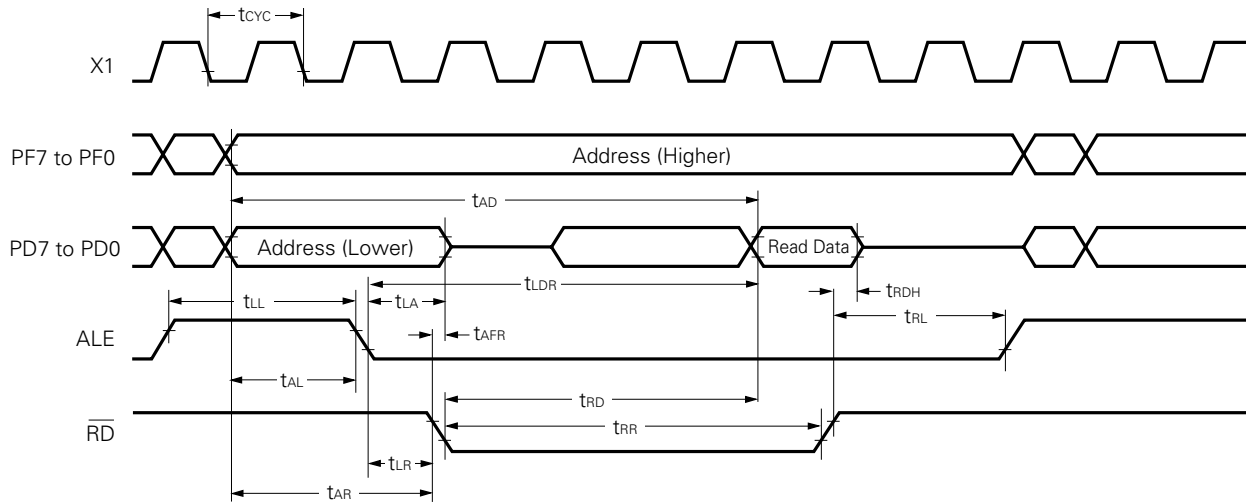 tCYC
X1
PF7 to PF0
Address (Higher)
tAD
PD7 to PD0
Address (Lower)
Read Data
tLDR
tLL
tLA
tRDH
tRL
ALE
tAFR
tAL
tRD
RD
tRR
tLR
tAR